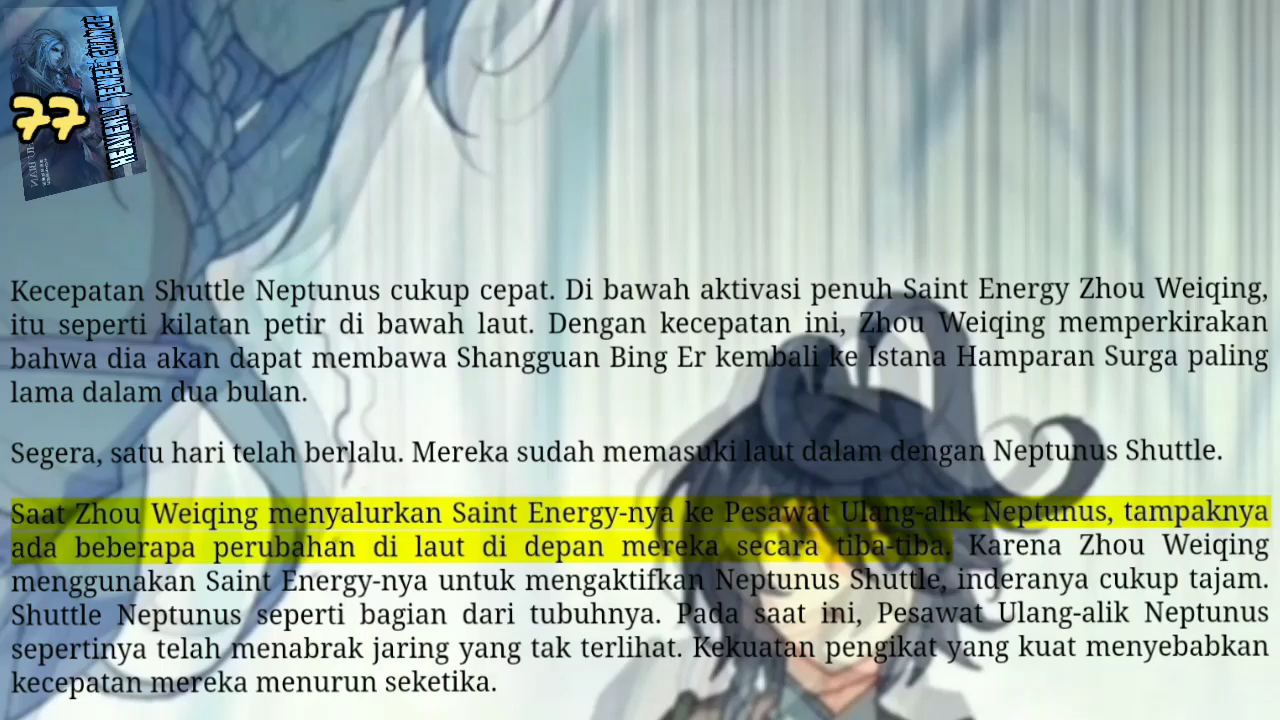 77
HEAVENLY JEWEL CHANGE
Kecepatan Shuttle Neptunus cukup cepat. Di bawah aktivasi penuh Saint Energy Zhou Weiqing,
itu seperti kilatan petir di bawah laut. Dengan kecepatan ini, Zhou Weiqing memperkirakan
bahwa dia akan dapat membawa Shangguan Bing Er kembali ke Istana Hamparan Surga paling
lama dalam dua bulan.
Segera, satu hari telah berlalu. Mereka sudah memasuki laut dalam dengan Neptunus Shuttle.
Saat Zhou Weiqing menyalurkan Saint Energy-nya ke Pesawat Ulang-alik Neptunus, tampaknya
ada beberapa perubahan di laut di depan mereka secara tiba-tiba. Karena Zhou Weiqing
menggunakan Saint Energy-nya untuk mengaktifkan Neptunus Shuttle, inderanya cukup tajam.
Shuttle Neptunus seperti bagian dari tubuhnya. Pada saat ini, Pesawat Ulang-alik Neptunus
sepertinya telah menabrak jaring yang tak terlihat. Kekuatan pengikat yang kuat menyebabkan
kecepatan mereka menurun seketika.